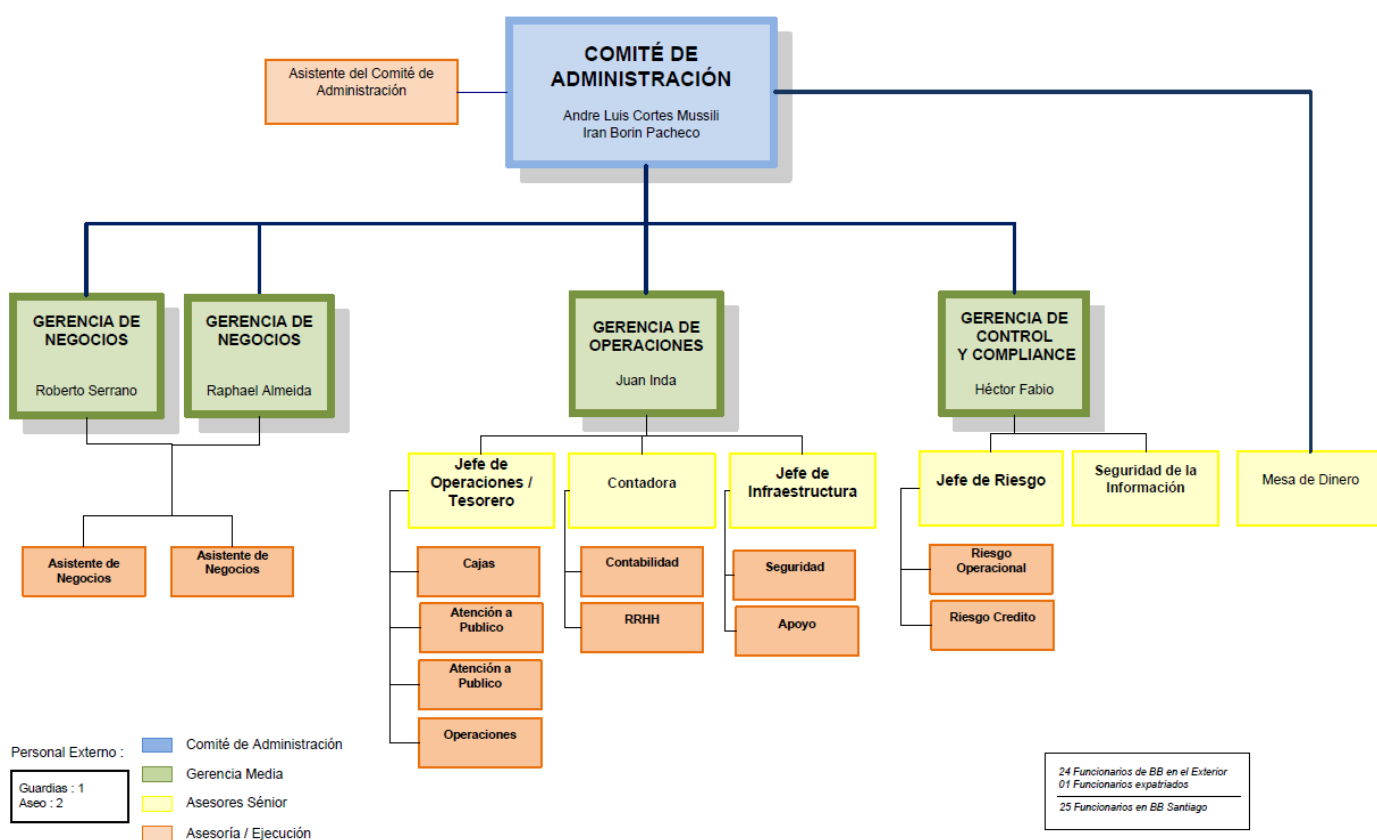 COMITÉ DE
ADMINISTRACIÓN
Andre Luis Cortes Mussili
Iran Borin Pacheco
Asistente del Comité de
Administración
GERENCIA DE
NEGOCIOS
Roberto Serrano
GERENCIA DE
NEGOCIOS
Raphael Almeida
GERENCIA DE
OPERACIONES
Juan Inda
GERENCIA DE
CONTROL
Y COMPLIANCE
Héctor Fabio
Jefe de
Operaciones /
Tesorero
Contadora
Jefe de
Infraestructura
Jefe de Riesgo
Seguridad de la
Información
Mesa de Dinero
Asistente de
Negocios
Asistente de
Negocios
Cajas
Atención a
Publico
Atención a
Publico
Operaciones
Contabilidad
RRHH
Seguridad
Apoyo
Riesgo
Operacional
Riesgo Credito
Personal Externo :
Guardias : 1
Aseo : 2
Comité de Administración
Gerencia Media
Asesores Sénior
Asesoría / Ejecución
24 Funcionarios de BB en el Exterior
01 Funcionarios expatriados
25 Funcionarios en BB Santiago